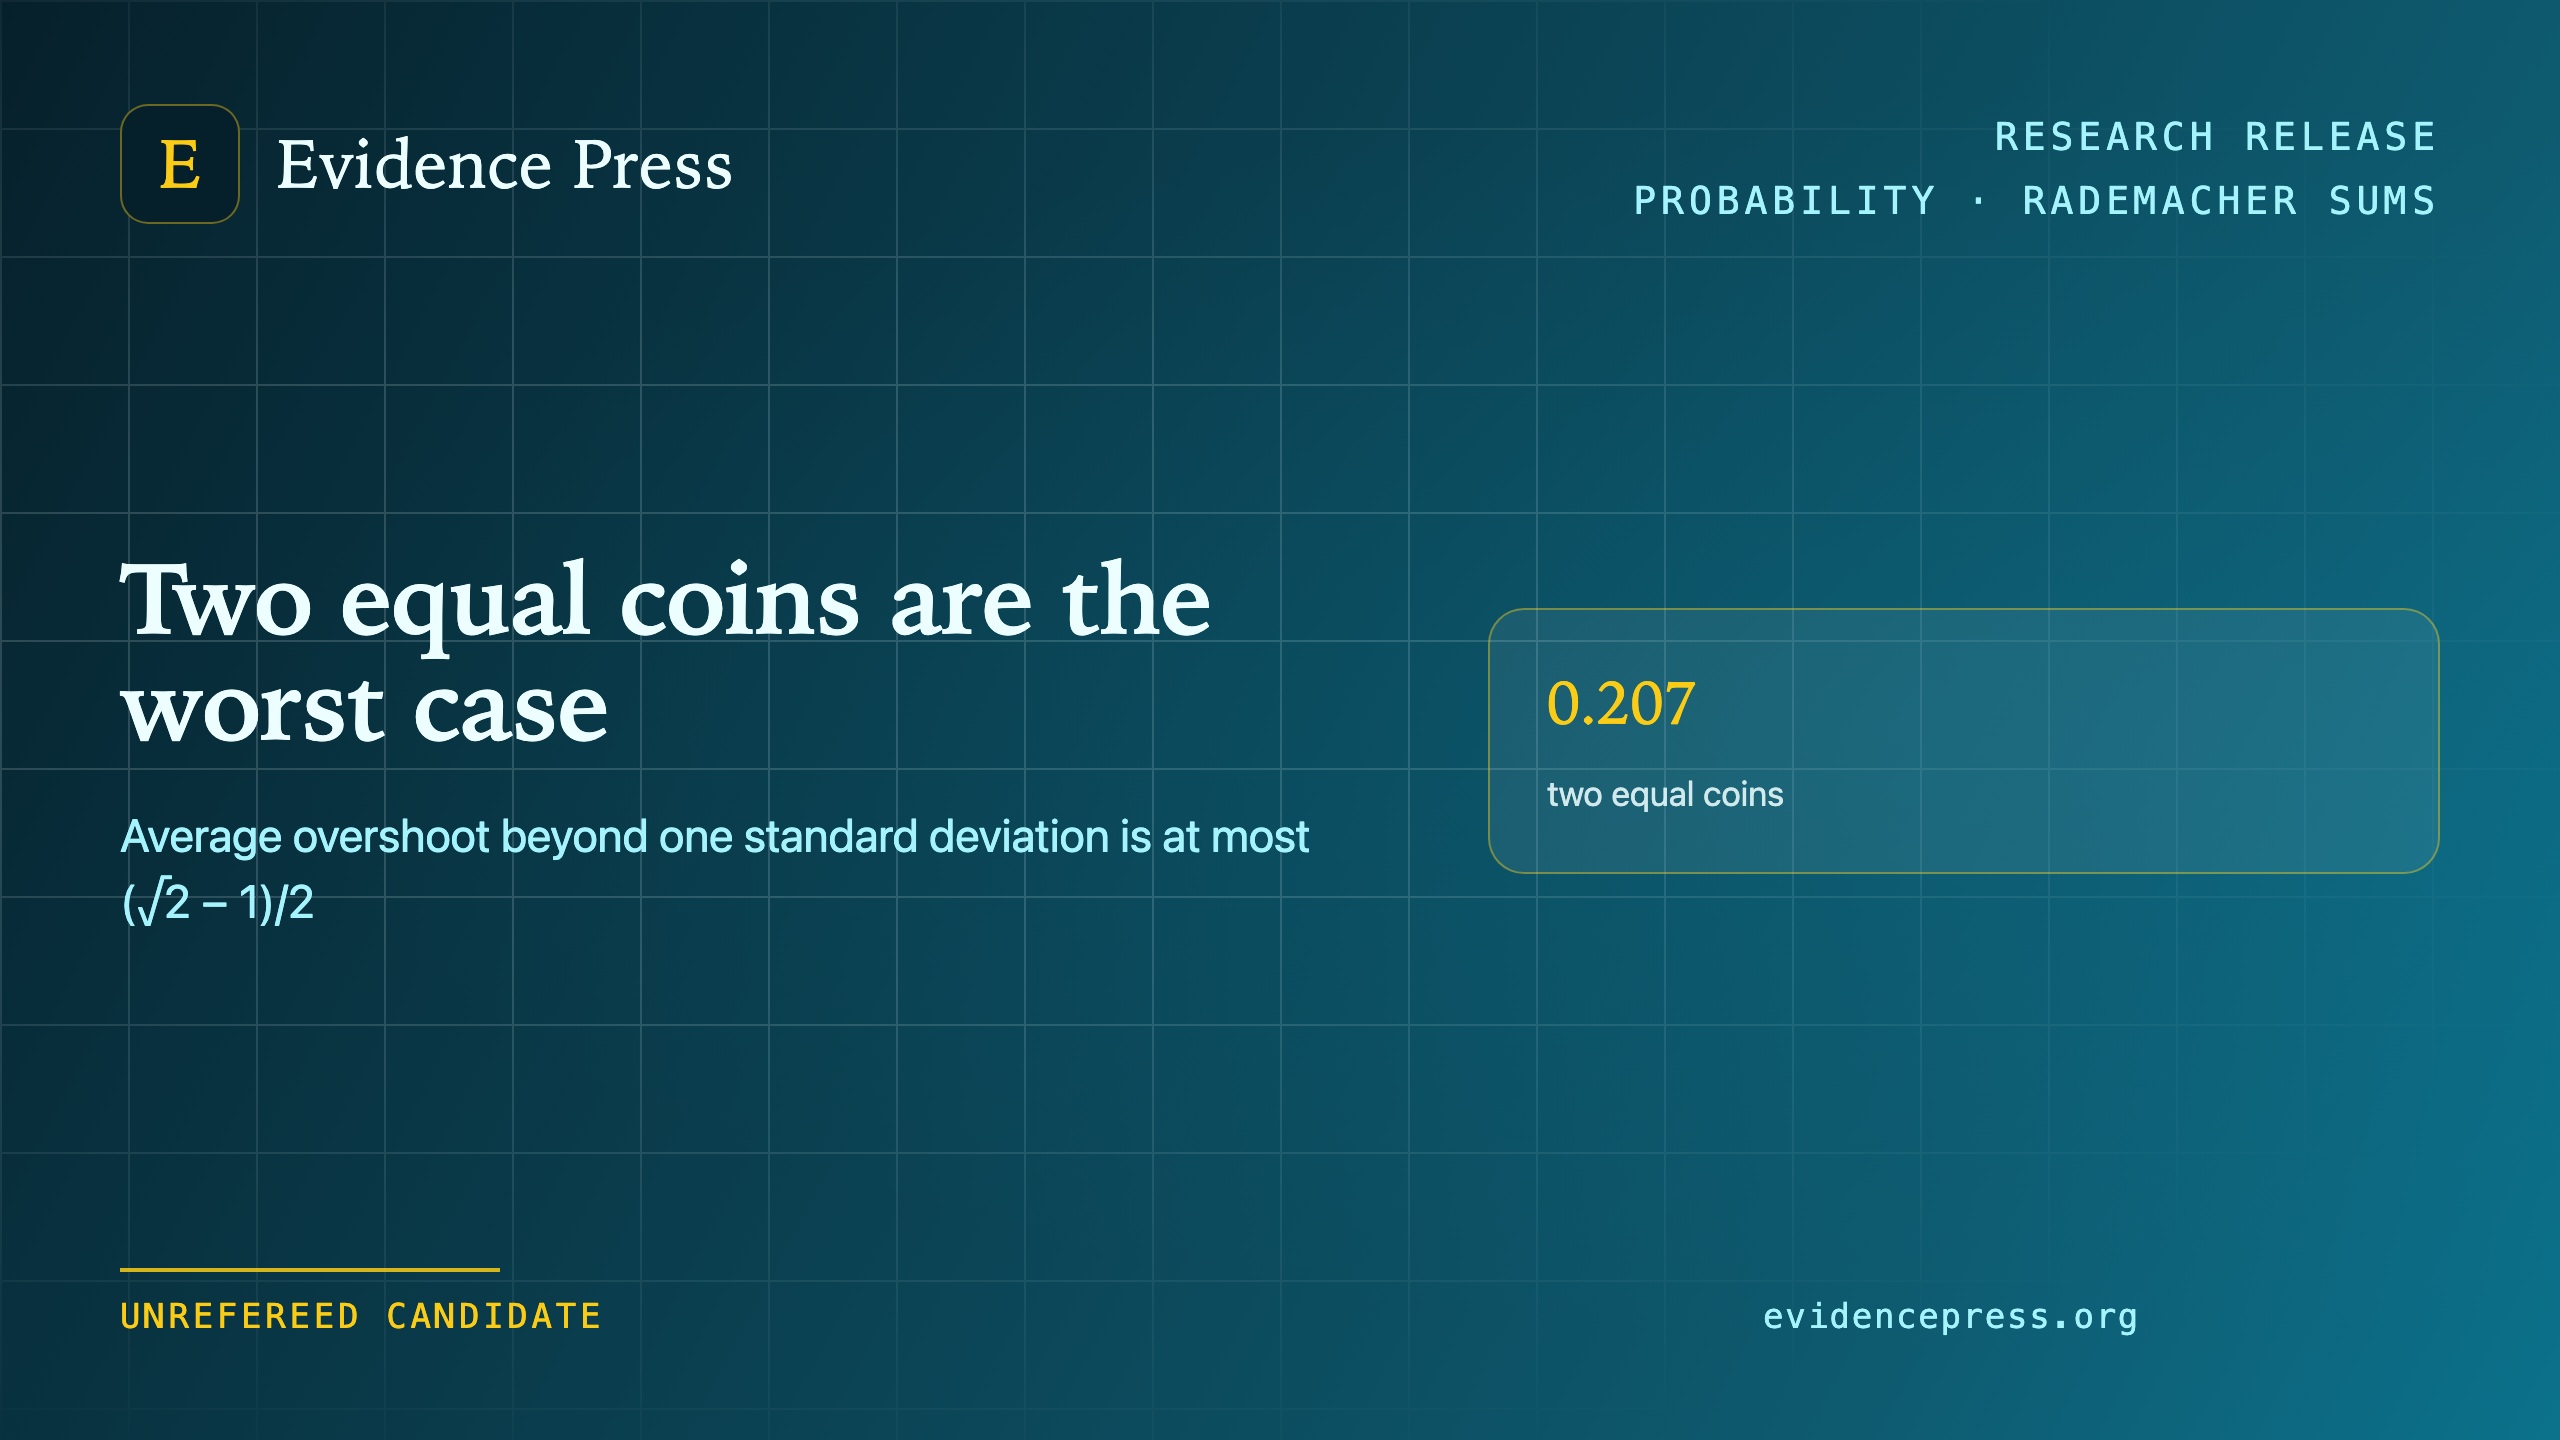 E
Evidence Press
RESEARCH RELEASE
PROBABILITY · RADEMACHER SUMS
Two equal coins are the
worst case
Average overshoot beyond one standard deviation is at most
(√2 – 1)/2
0.207
two equal coins
UNREFEREED CANDIDATE
evidencepress.org